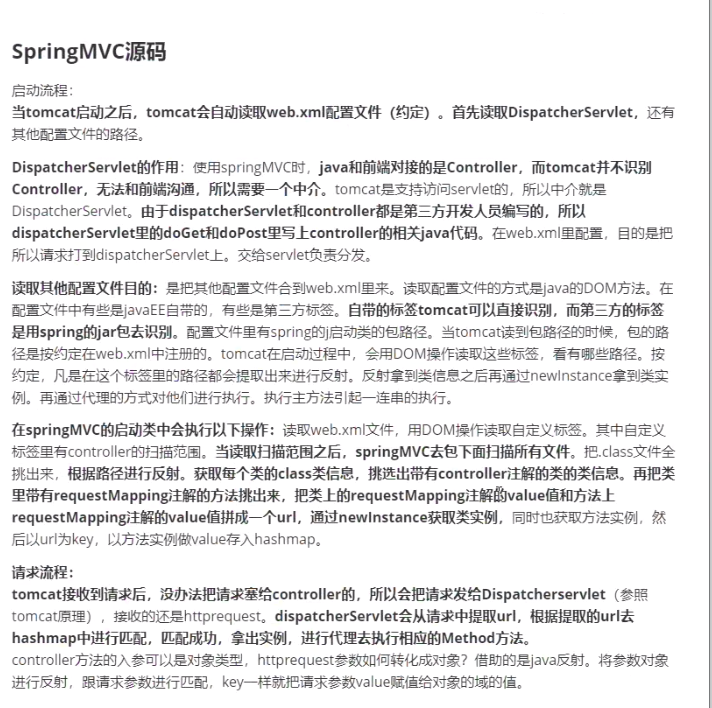 SpringMVC源码
启动流程：
当tomcat启动之后，tomcat会自动读取web.xml配置文件（约定）。首先读取DispatcherServlet，还有
其他配置文件的路径。
DispatcherServlet的作用：使用springMVC时，java和前端对接的是Controller，而tomcat并不识别
Controller，无法和前端沟通，所以需要一个中介。tomcat是支持访问servlet的，所以中介就是
DispatcherServlet。由于dispatcherServlet和controller都是第三方开发人员编写的，所以
dispatcherServlet里的doGet和doPost里写上controller的相关java代码。在web.xml里配置，目的是把
所以请求打到dispatcherServlet上。交给servlet负责分发。
读取其他配置文件目的：是把其他配置文件合到web.xml里来。读取配置文件的方式是java的DOM方法。在
配置文件中有些是javaEE自带的，有些是第三方标签。自带的标签tomcat可以直接识别，而第三方的标签
是用spring的jar包去识别。配置文件里有spring的j启动类的包路径。当tomcat读到包路径的时候，包的路
径是按约定在web.xml中注册的。tomcat在启动过程中，会用DOM操作读取这些标签，看有哪些路径。按
约定，凡是在这个标签里的路径都会提取出来进行反射。反射拿到类信息之后再通过newInstance拿到类实
例。再通过代理的方式对他们进行执行。执行主方法引起一连串的执行。
在springMVC的启动类中会执行以下操作：读取web.xml文件，用DOM操作读取自定义标签。其中自定义
标签里有controller的扫描范围。当读取扫描范围之后，springMVC去包下面扫描所有文件。把.class文件全
挑出来，根据路径进行反射。获取每个类的class类信息，挑选出带有controller注解的类的类信息。再把类
里带有requestMapping注解的方法挑出来，把类上的requestMapping注解的value值和方法上
requestMapping注解的value值拼成一个url，通过newInstance获取类实例，同时也获取方法实例，然
后以url为key，以方法实例做value存入hashmap。
请求流程：
tomcat接收到请求后，没办法把请求塞给controller的，所以会把请求发给Dispatcherservlet（参照
tomcat原理），接收的还是httprequest。dispatcherServlet会从请求中提取url，根据提取的url去
hashmap中进行匹配，匹配成功，拿出实例，进行代理去执行相应的Method方法。
controller方法的入参可以是对象类型，httprequest参数如何转化成对象？借助的是java反射。将参数对象
进行反射，跟请求参数进行匹配，key一样就把请求参数value赋值给对象的域的值。